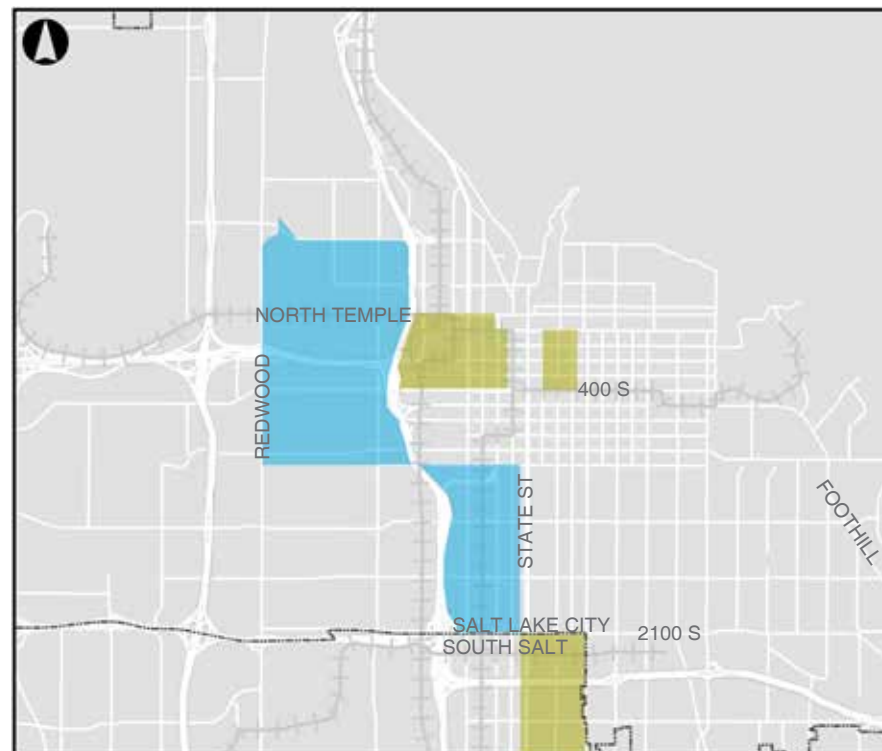 NORTH TEMPLE
REDWOOD
400 S
STATE ST
FOOTHILL
SALT LAKE CITY
2100 S
SOUTH SALT